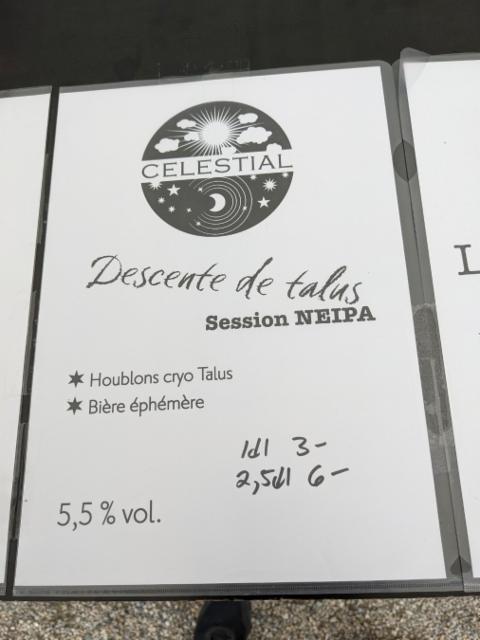 CELESTIAL
Descente de talus
Session NEIPA
Houblons cryo Talus
Bière éphémère
1dl 3-
2,5dl 6-
5,5 % vol.
L